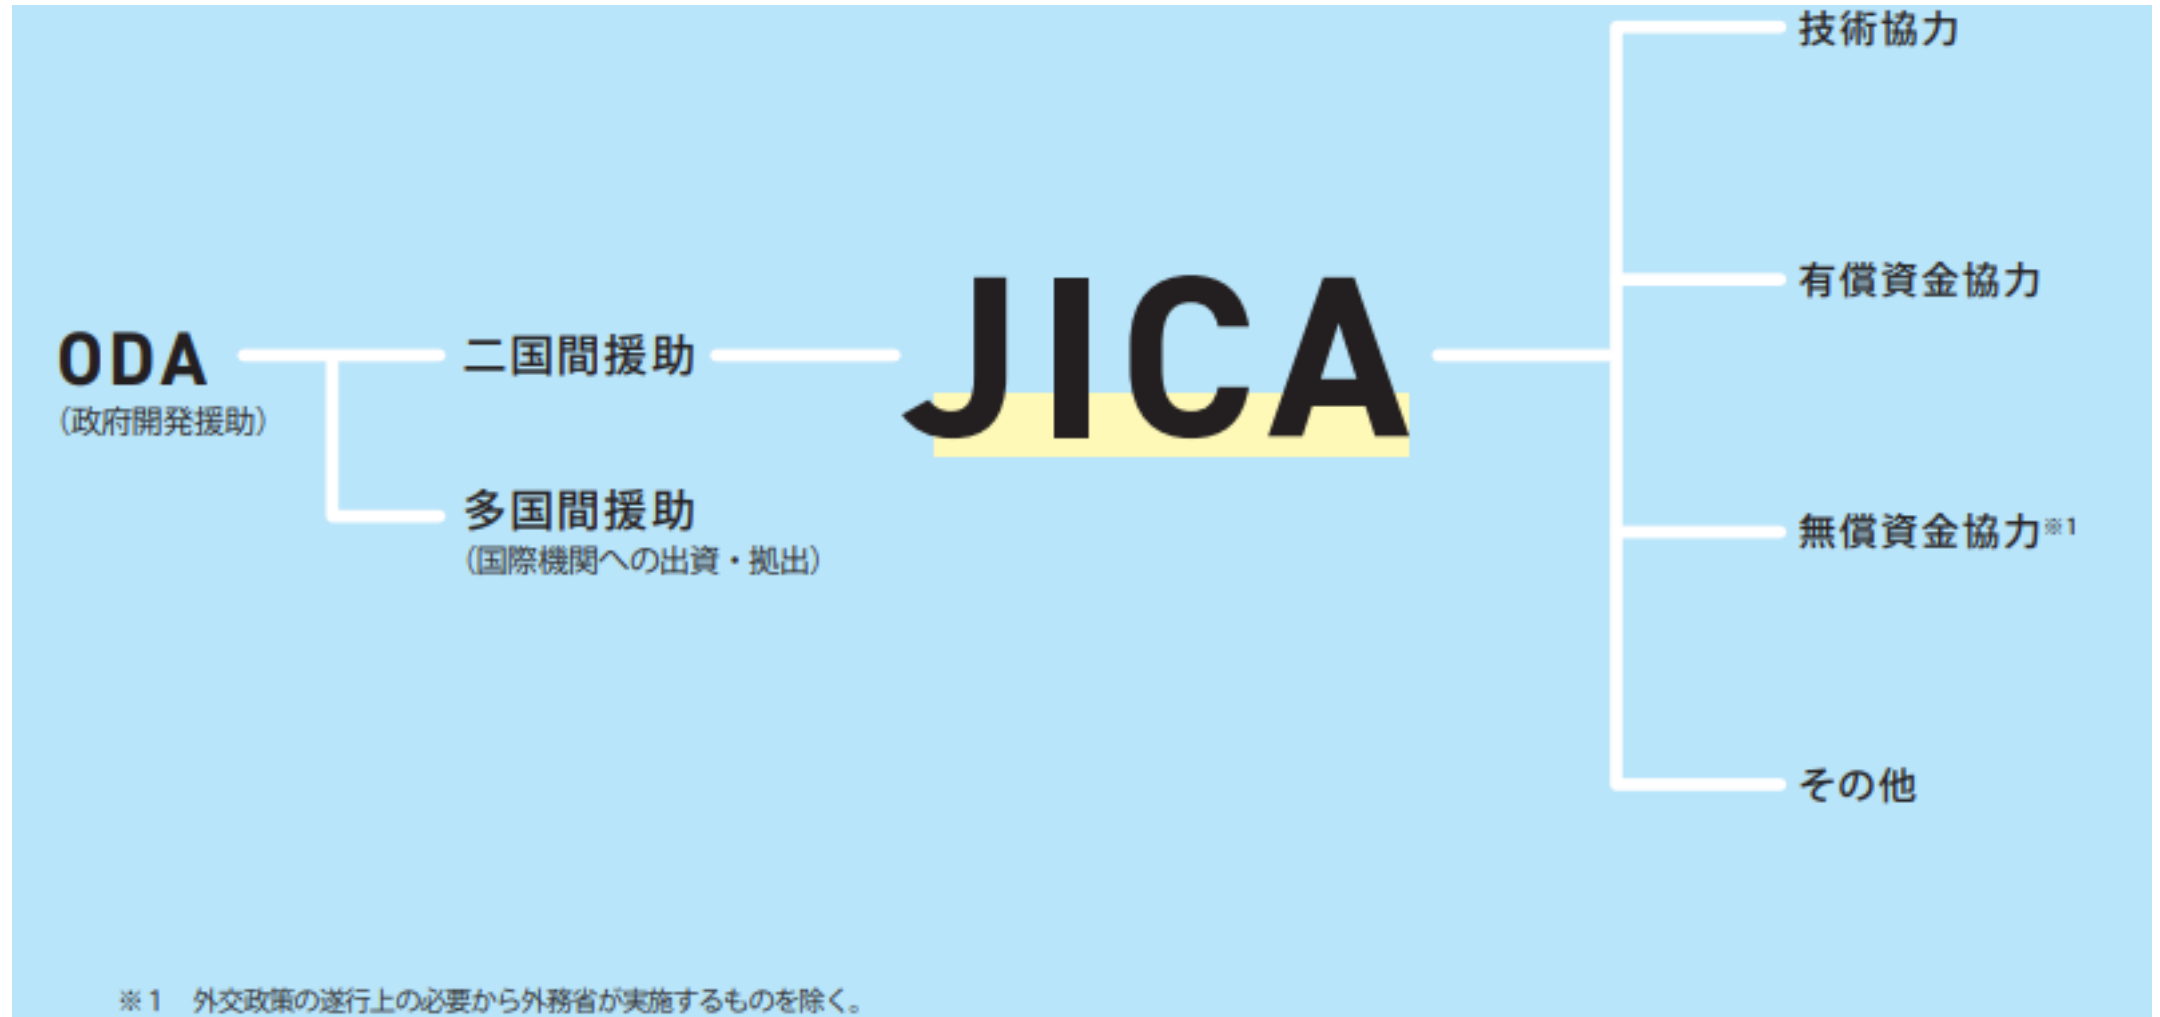 ODA
（政府開発援助）
二国間援助
多国間援助
（国際機関への出資・拠出）
JICA
技術協力
有償資金協力
無償資金協力※1
その他
※1　外交政策の遂行上の必要から外務省が実施するものを除く。